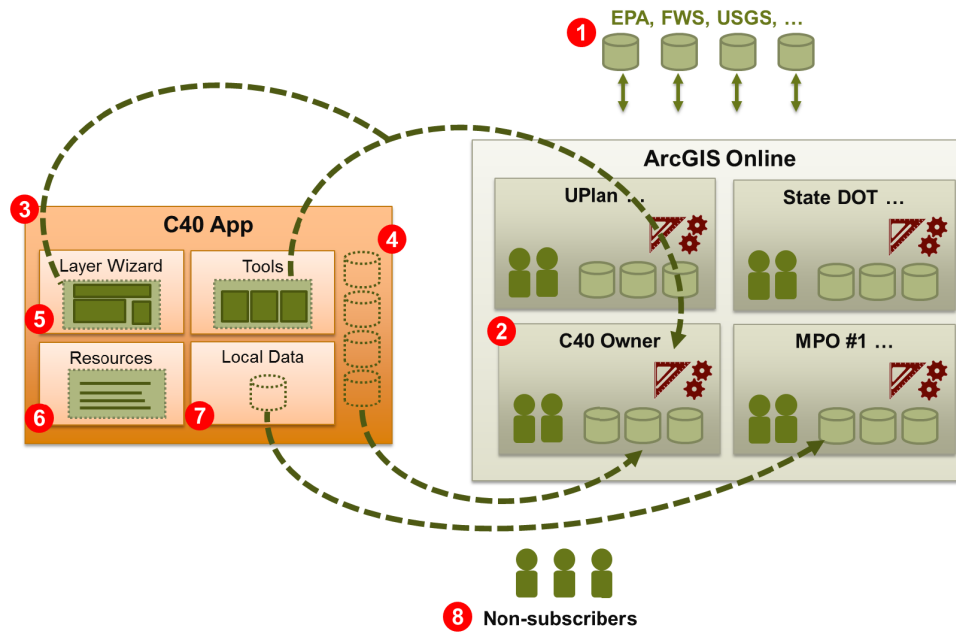 EPA, FWS, USGS, ...
1
ArcGIS Online
UPlan ...
State DOT ...
3
C40 App
4
Layer Wizard
Tools
5
2
C40 Owner
MPO #1 ...
Resources
Local Data
6
7
8
Non-subscribers